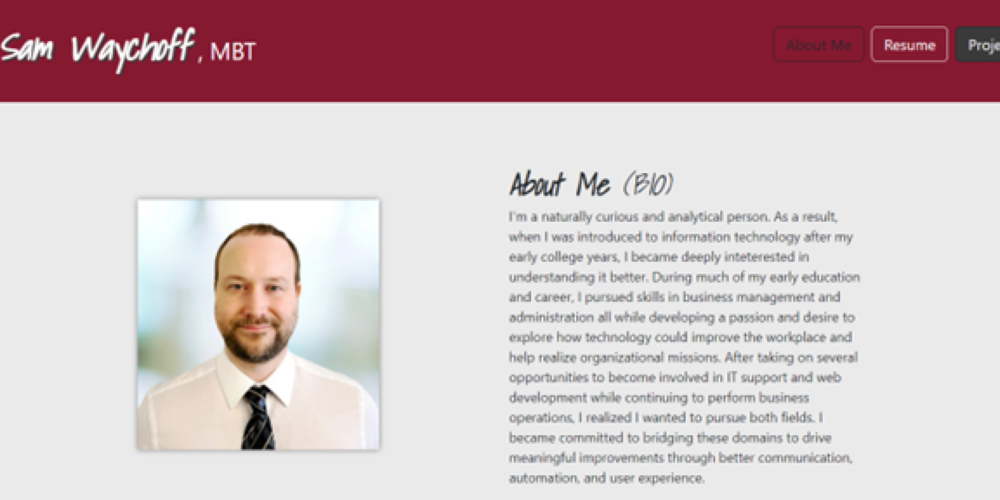 Sam Waychoff, MBT
About Me
Resume
Proje
About Me (BIO)
I'm a naturally curious and analytical person. As a result,
when I was introduced to information technology after my
early college years, I became deeply inteterested in
understanding it better. During much of my early education
and career, I pursued skills in business management and
administration all while developing a passion and desire to
explore how technology could improve the workplace and
help realize organizational missions. After taking on several
opportunities to become involved in IT support and web
development while continuing to perform business
operations, I realized I wanted to pursue both fields. I
became committed to bridging these domains to drive
meaningful improvements through better communication,
automation, and user experience.